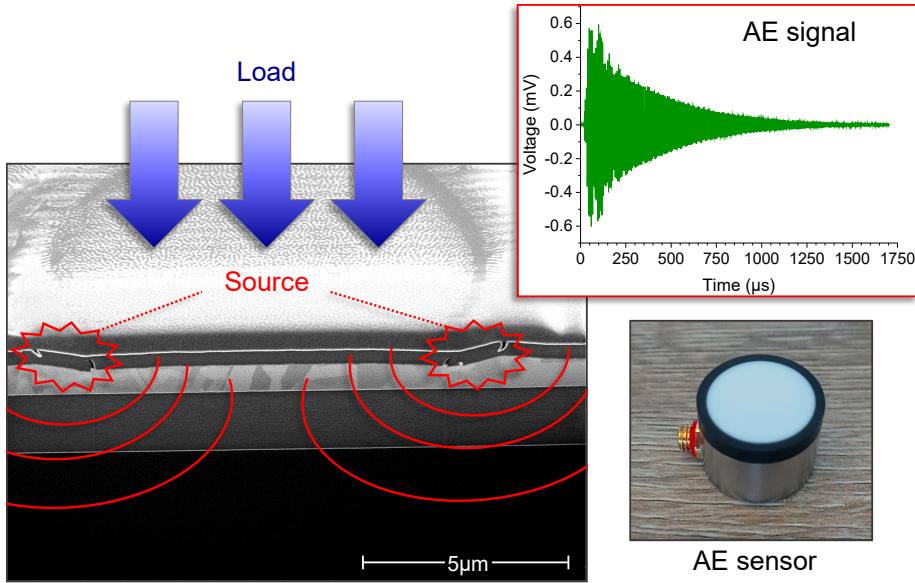 Load
Source
5µm
AE signal
Voltage (mV)
0.6
0.4
0.2
0.0
-0.2
-0.4
-0.6
0 250 500 750 1000 1250 1500 1750
Time (µs)
AE sensor